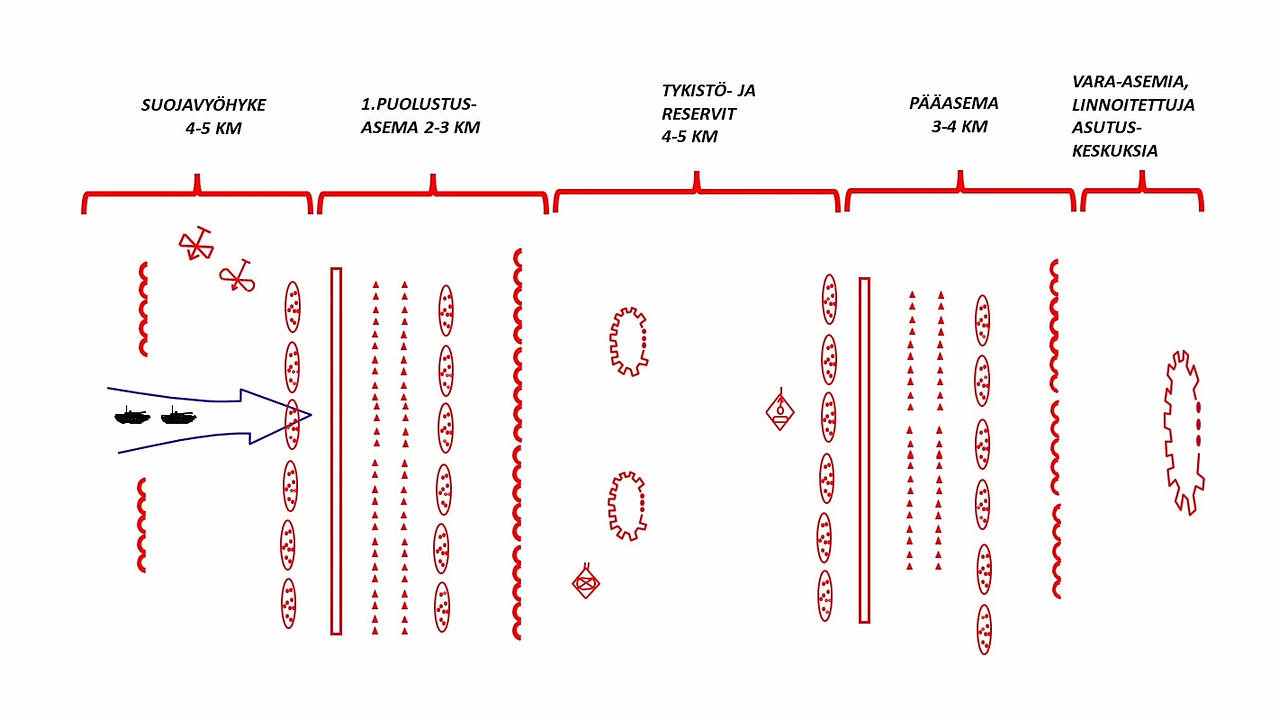 SUOJAVYÖHYKE
4-5 KM
1.PUOLUSTUS-
ASEMA 2-3 KM
TYKISTÖ- JA
RESERVIT
4-5 KM
PÄÄASEMA
3-4 KM
VARA-ASEMIA,
LINNOITETTUJA
ASUTUS-
KESKUKSIA